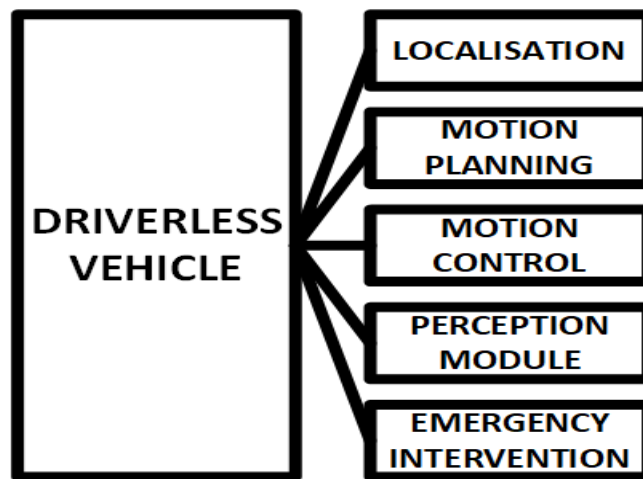 DRIVERLESS
VEHICLE
LOCALISATION
MOTION
PLANNING
MOTION
CONTROL
PERCEPTION
MODULE
EMERGENCY
INTERVENTION